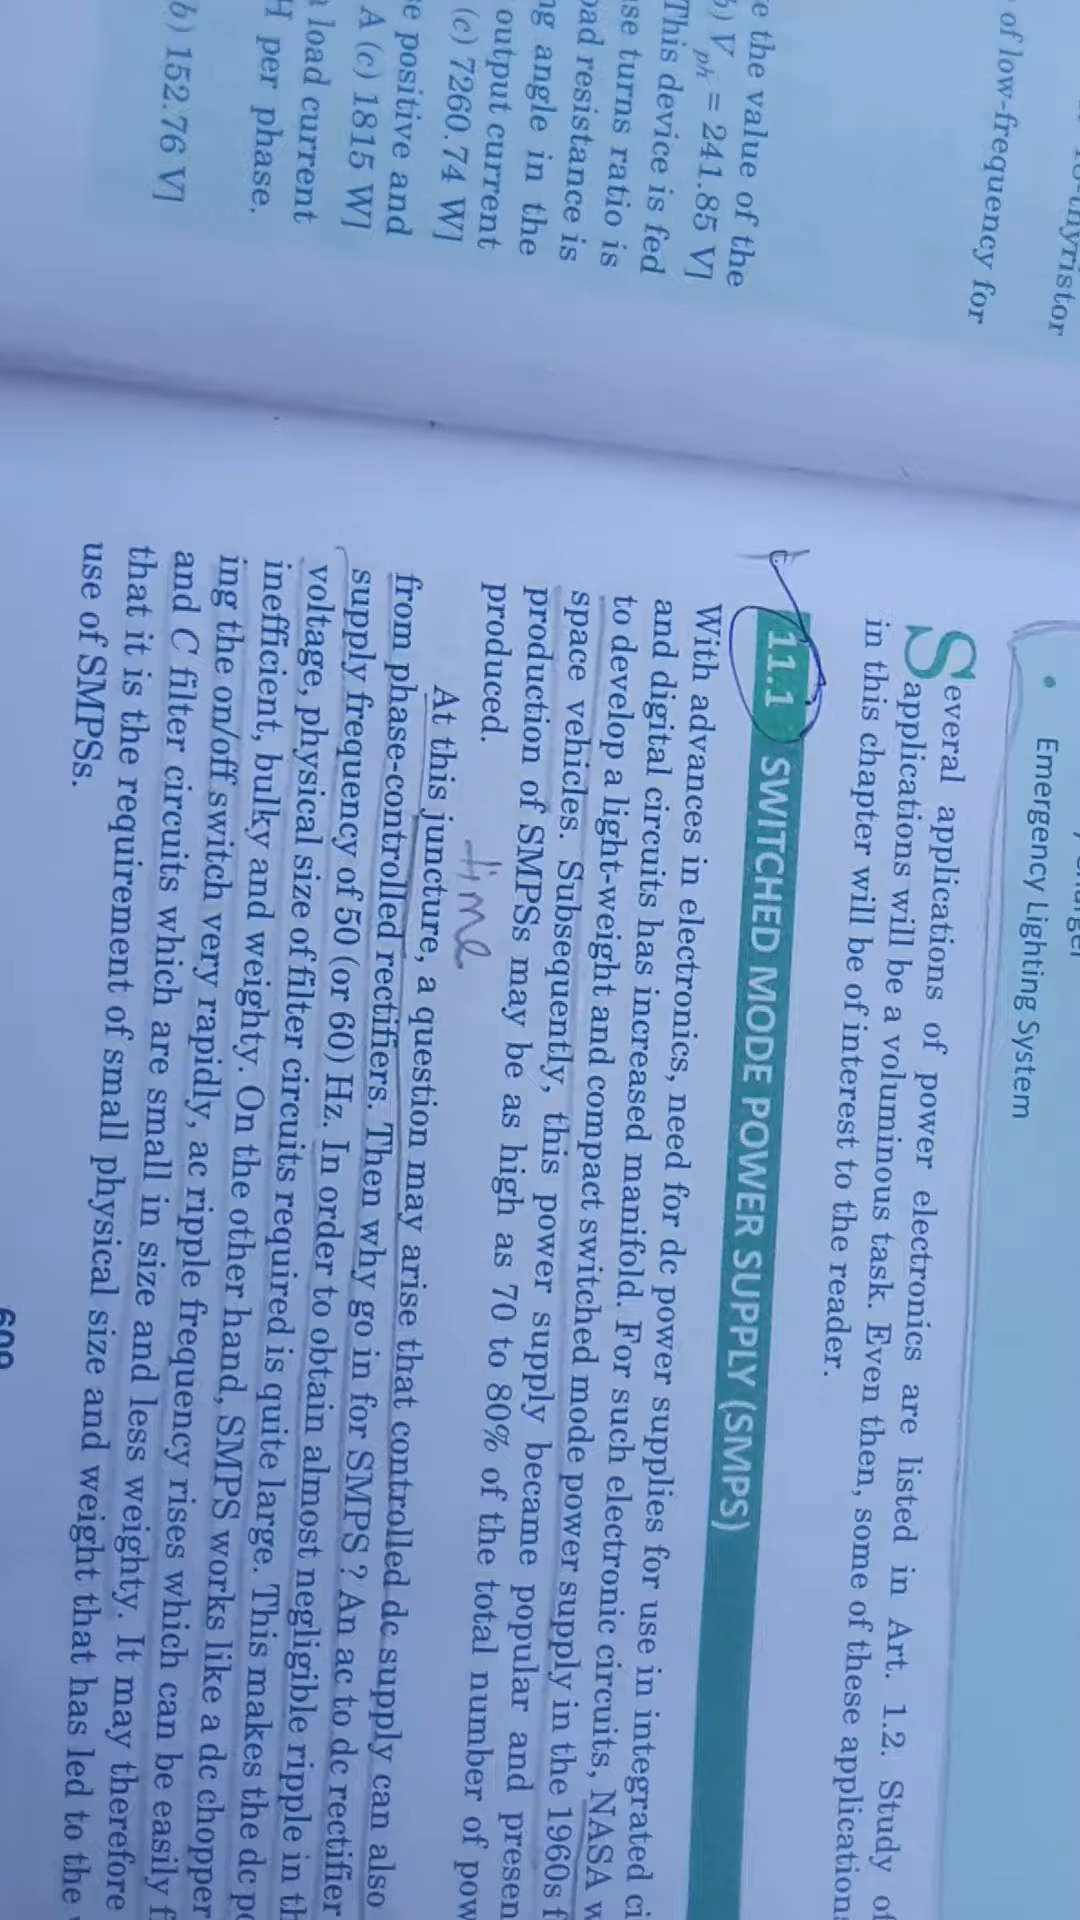 10-thyristor
of low-frequency for
the value of the
V ph = 241.85 V]
This device is fed
turns ratio is
resistance is
angle in the
output current
(c) 7260.74 W]
positive and
A (c) 1815 W]
load current
H per phase.
b) 152.76 V]
• Emergency Lighting System
Several applications of power electronics are listed in Art. 1.2. Study of
applications will be a voluminous task. Even then, some of these application
in this chapter will be of interest to the reader.
11.1 SWITCHED MODE POWER SUPPLY (SMPS)
With advances in electronics, need for dc power supplies for use in integrated ci
and digital circuits has increased manifold. For such electronic circuits, NASA w
to develop a light-weight and compact switched mode power supply in the 1960s f
space vehicles. Subsequently, this power supply became popular and presen
production of SMPSs may be as high as 70 to 80% of the total number of pow
produced.
time
At this juncture, a question may arise that controlled dc supply can also
from phase-controlled rectifiers. Then why go in for SMPS ? An ac to dc rectifier
supply frequency of 50 (or 60) Hz. In order to obtain almost negligible ripple in th
voltage, physical size of filter circuits required is quite large. This makes the dc po
inefficient, bulky and weighty. On the other hand, SMPS works like a dc chopper
ing the on/off switch very rapidly, ac ripple frequency rises which can be easily f
and C filter circuits which are small in size and less weighty. It may therefore
that it is the requirement of small physical size and weight that has led to the
use of SMPSs.
609